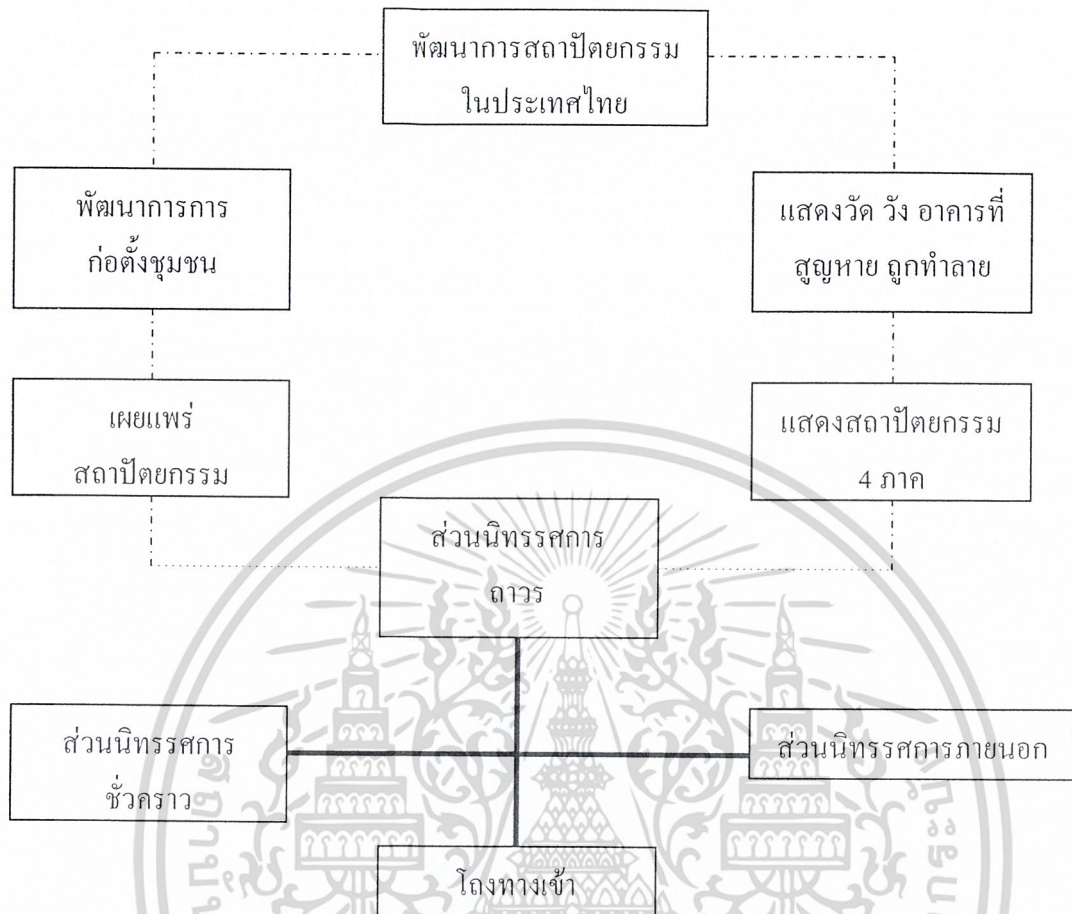 พัฒนาการสถาปัตยกรรม
ในประเทศไทย
พัฒนาการการ
ก่อตั้งชุมชน
แสดงวัด วัง อาคารที่
สูญหาย ถูกทำลาย
เผยแพร่
สถาปัตยกรรม
แสดงสถาปัตยกรรม
4 ภาค
ส่วนนิทรรศการ
ถาวร
ส่วนนิทรรศการ
ชั่วคราว
ส่วนนิทรรศการภายนอก
โถงทางเข้า